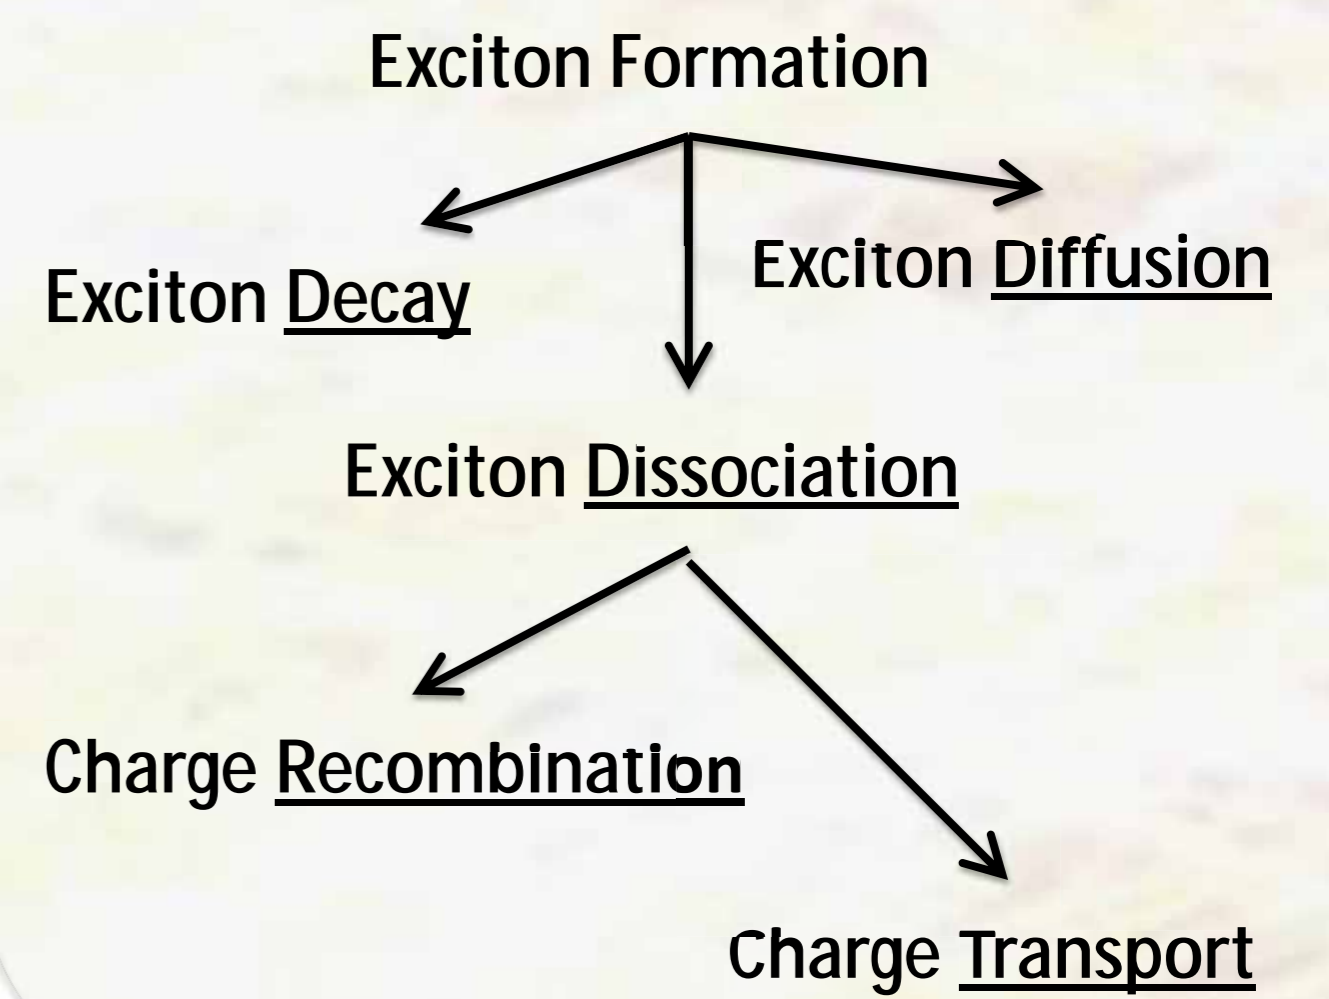 Exciton Formation
Exciton Diffusion
Exciton Decay
Exciton Dissociation
Charge Recombination
Charge Transport